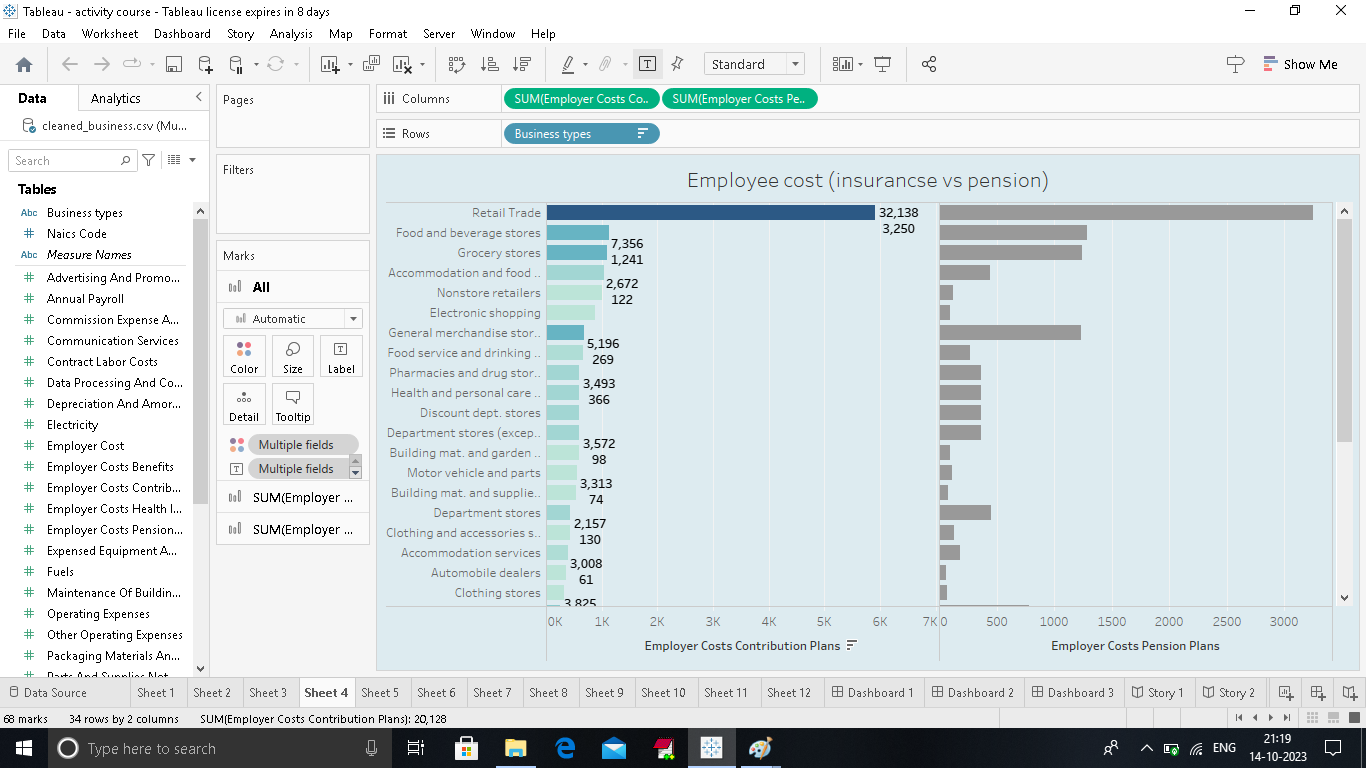 Tableau - activity course - Tableau license expires in 8 days
File Data Worksheet Dashboard Story Analysis Map Format Server Window Help
Standard
Show Me
Data Analytics
cleaned_business.csv (Mu...
Search
Tables
Abc Business types
# Naics Code
Abc Measure Names
# Advertising And Promo...
# Annual Payroll
# Commission Expense A...
# Communication Services
# Contract Labor Costs
# Data Processing And Co...
# Depreciation And Amor...
# Electricity
# Employer Cost
# Employer Costs Benefits
# Employer Costs Contrib...
# Employer Costs Health I...
# Employer Costs Pension...
# Expensed Equipment A...
# Fuels
# Maintenance Of Buildin...
# Operating Expenses
# Other Operating Expenses
# Packaging Materials An...
# Parts And Supplies Not
Pages
Filters
Marks
All
Automatic
Color Size Label
Detail Tooltip
Multiple fields
Multiple fields
SUM(Employer ...
SUM(Employer ...
Columns SUM(Employer Costs Co.. SUM(Employer Costs Pe..
Rows Business types
Employee cost (insurancse vs pension)
Retail Trade 32,138
3,250
Food and beverage stores
7,356
Grocery stores 1,241
Accommodation and food ..
2,672
Nonstore retailers 122
Electronic shopping
General merchandise stor..
5,196
Food service and drinking .. 269
Pharmacies and drug stor..
3,493
Health and personal care .. 366
Discount dept. stores
Department stores (excep..
3,572
Building mat. and garden .. 98
Motor vehicle and parts
3,313
Building mat. and supplie.. 74
Department stores
2,157
Clothing and accessories s.. 130
Accommodation services
3,008
Automobile dealers 61
Clothing stores
3,825
0K 1K 2K 3K 4K 5K 6K 7K 0 500 1000 1500 2000 2500 3000
Employer Costs Contribution Plans Employer Costs Pension Plans
Data Source Sheet 1 Sheet 2 Sheet 3 Sheet 4 Sheet 5 Sheet 6 Sheet 7 Sheet 8 Sheet 9 Sheet 10 Sheet 11 Sheet 12 Dashboard 1 Dashboard 2 Dashboard 3 Story 1 Story 2
68 marks 34 rows by 2 columns SUM(Employer Costs Contribution Plans): 20,128
Type here to search
ENG
21:19
14-10-2023